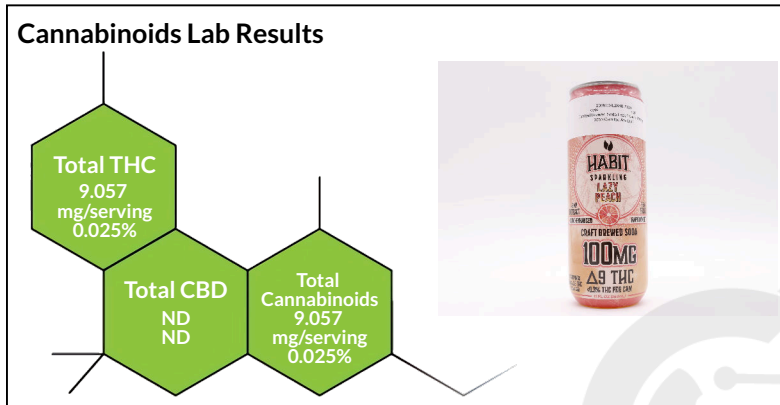 Cannabinoids Lab Results
Total THC
9.057
mg/serving
0.025%
Total CBD
ND
ND
Total
Cannabinoids
9.057
mg/serving
0.025%
HABIT
SPARKLING
LAZY
PEACH
CRAFT BREWED SODA
100MG
Δ9 THC